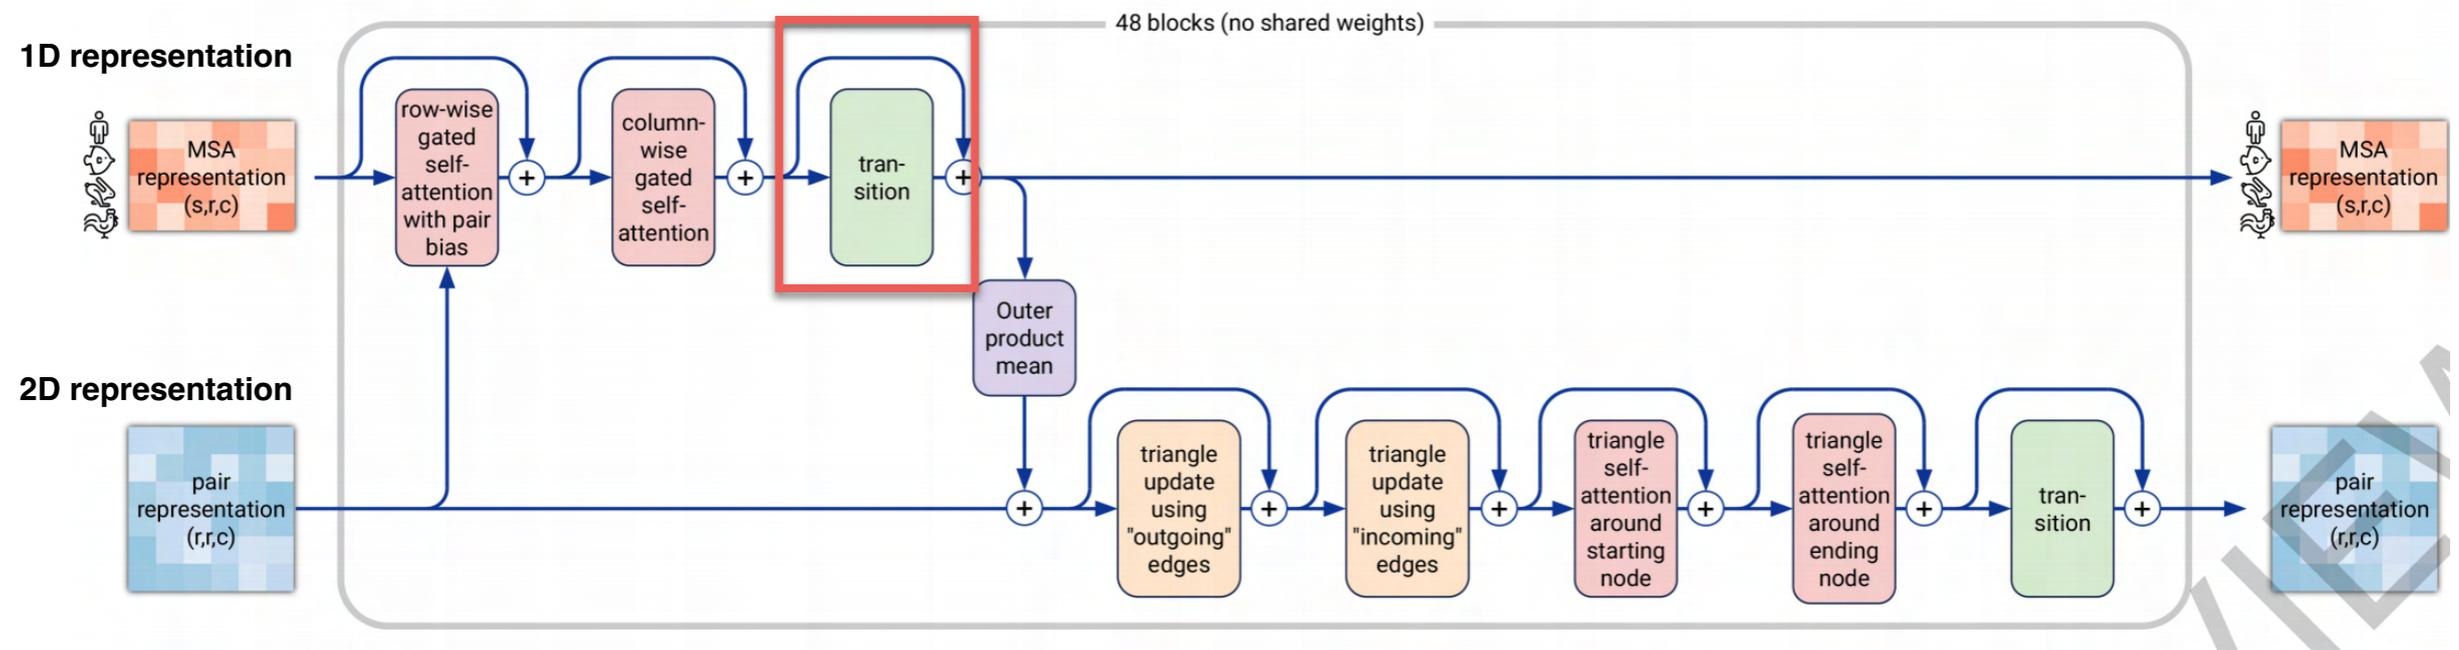 48 blocks (no shared weights)
1D representation
MSA
representation
(s,r,c)
row-wise
gated
self-
attention
with pair
bias
column-
wise
gated
self-
attention
tran-
sition
MSA
representation
(s,r,c)
Outer
product
mean
2D representation
pair
representation
(r,r,c)
triangle
update
using
"outgoing"
edges
triangle
update
using
"incoming"
edges
triangle
self-
attention
around
starting
node
triangle
self-
attention
around
ending
node
tran-
sition
pair
representation
(r,r,c)